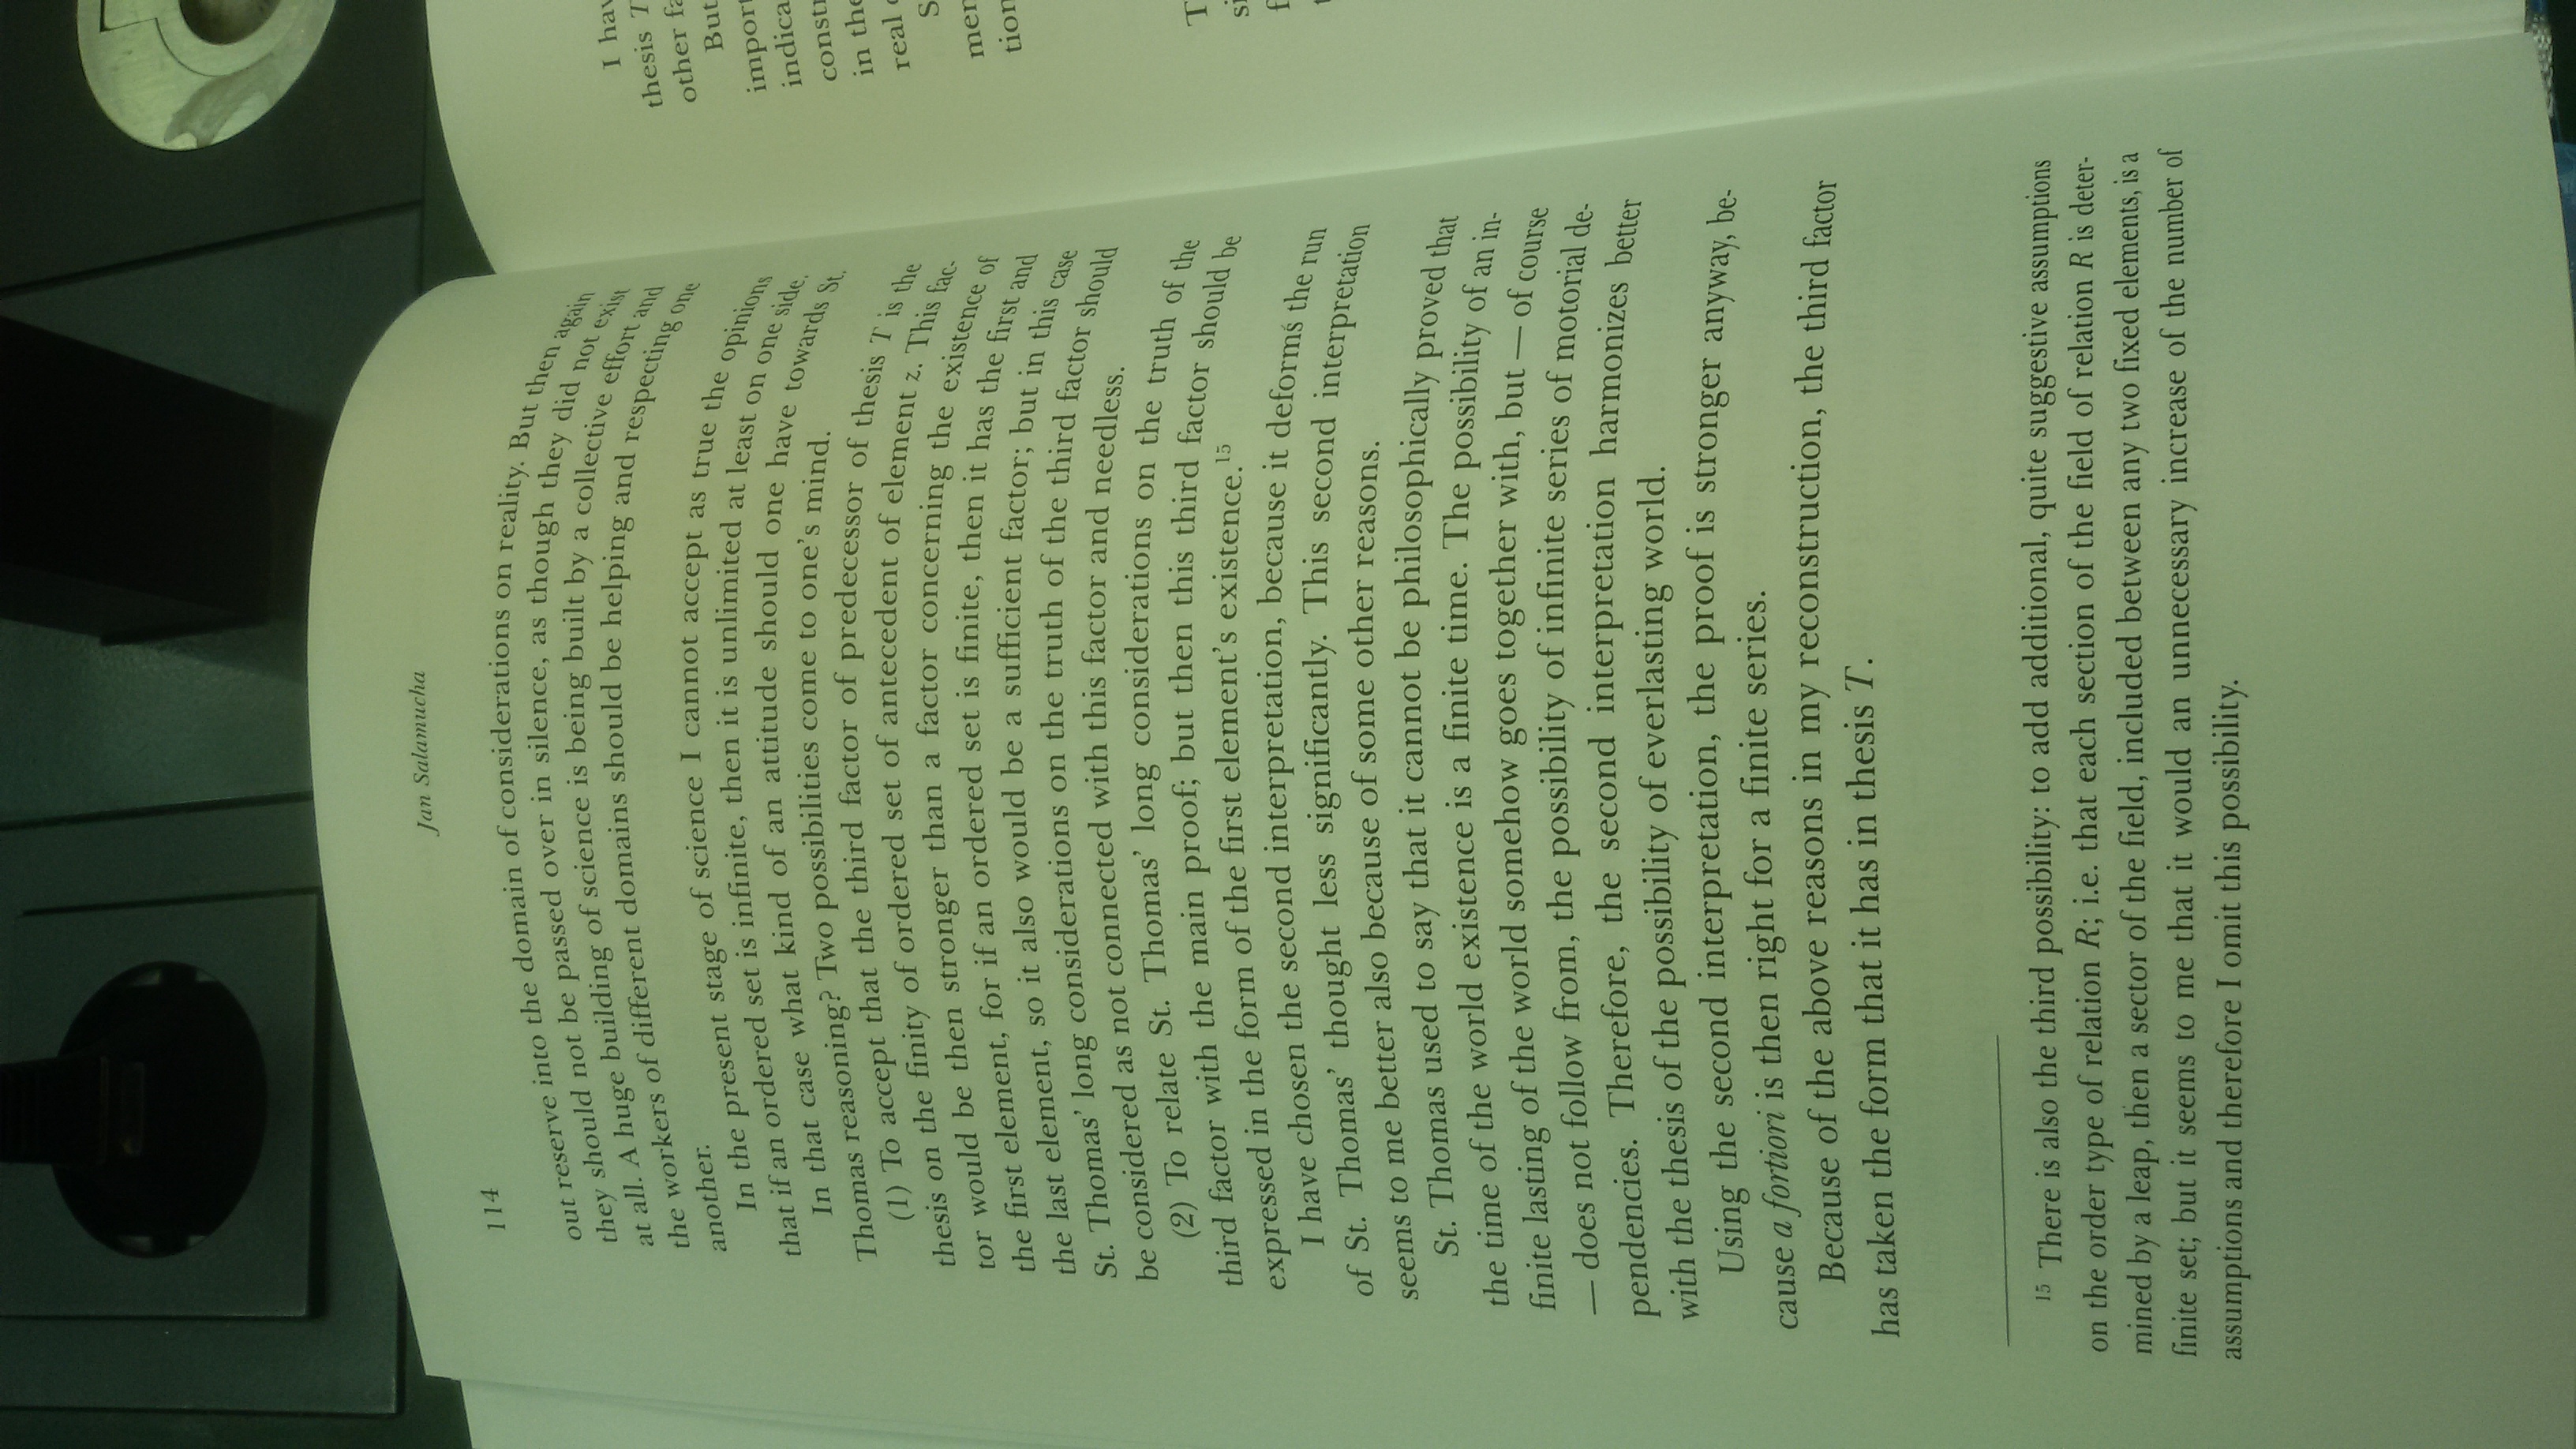 114
Jan Salamucha
out reserve into the domain of considerations on reality. But then again
they should not be passed over in silence, as though they did not exist
at all. A huge building of science is being built by a collective effort and
the workers of different domains should be helping and respecting one
another.
In the present stage of science I cannot accept as true the opinions
that if an ordered set is infinite, then it is unlimited at least on one side.
In that case what kind of an attitude should one have towards St.
Thomas reasoning? Two possibilities come to one's mind.
(1) To accept that the third factor of predecessor of thesis T is the
thesis on the finity of ordered set of antecedent of element z. This fac-
tor would be then stronger than a factor concerning the existence of
the first element, for if an ordered set is finite, then it has the first and
the last element, so it also would be a sufficient factor; but in this case
St. Thomas' long considerations on the truth of the third factor should
be considered as not connected with this factor and needless.
(2) To relate St. Thomas' long considerations on the truth of the
third factor with the main proof; but then this third factor should be
expressed in the form of the first element's existence.15
I have chosen the second interpretation, because it deforms the run
of St. Thomas' thought less significantly. This second interpretation
seems to me better also because of some other reasons.
St. Thomas used to say that it cannot be philosophically proved that
the time of the world existence is a finite time. The possibility of an in-
finite lasting of the world somehow goes together with, but — of course
— does not follow from, the possibility of infinite series of motorial de-
pendencies. Therefore, the second interpretation harmonizes better
with the thesis of the possibility of everlasting world.
Using the second interpretation, the proof is stronger anyway, be-
cause a fortiori is then right for a finite series.
Because of the above reasons in my reconstruction, the third factor
has taken the form that it has in thesis T.
15 There is also the third possibility: to add additional, quite suggestive assumptions
on the order type of relation R; i.e. that each section of the field of relation R is deter-
mined by a leap, then a sector of the field, included between any two fixed elements, is a
finite set; but it seems to me that it would an unnecessary increase of the number of
assumptions and therefore I omit this possibility.
I hav
thesis T
other fa
But
import
indica
constr
in the
real
S
men
tion
T
si
f